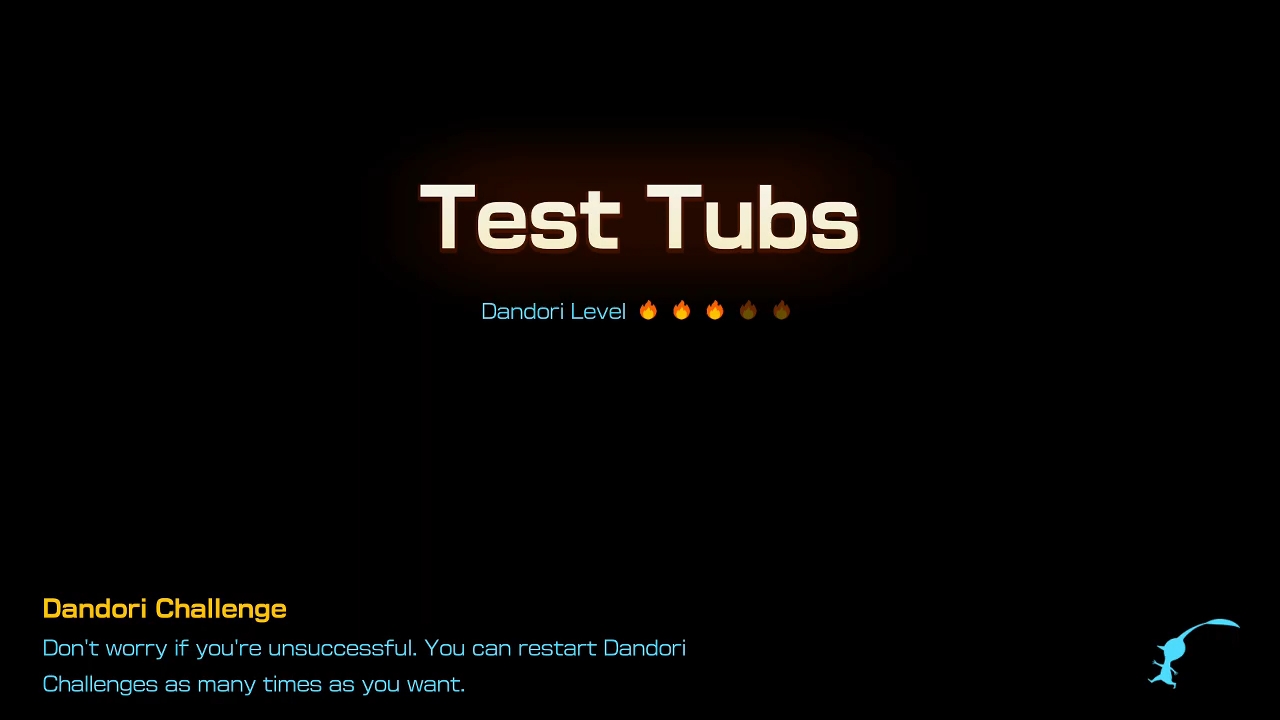 Test Tubs
Dandori Level
Dandori Challenge
Don't worry if you're unsuccessful. You can restart Dandori
Challenges as many times as you want.